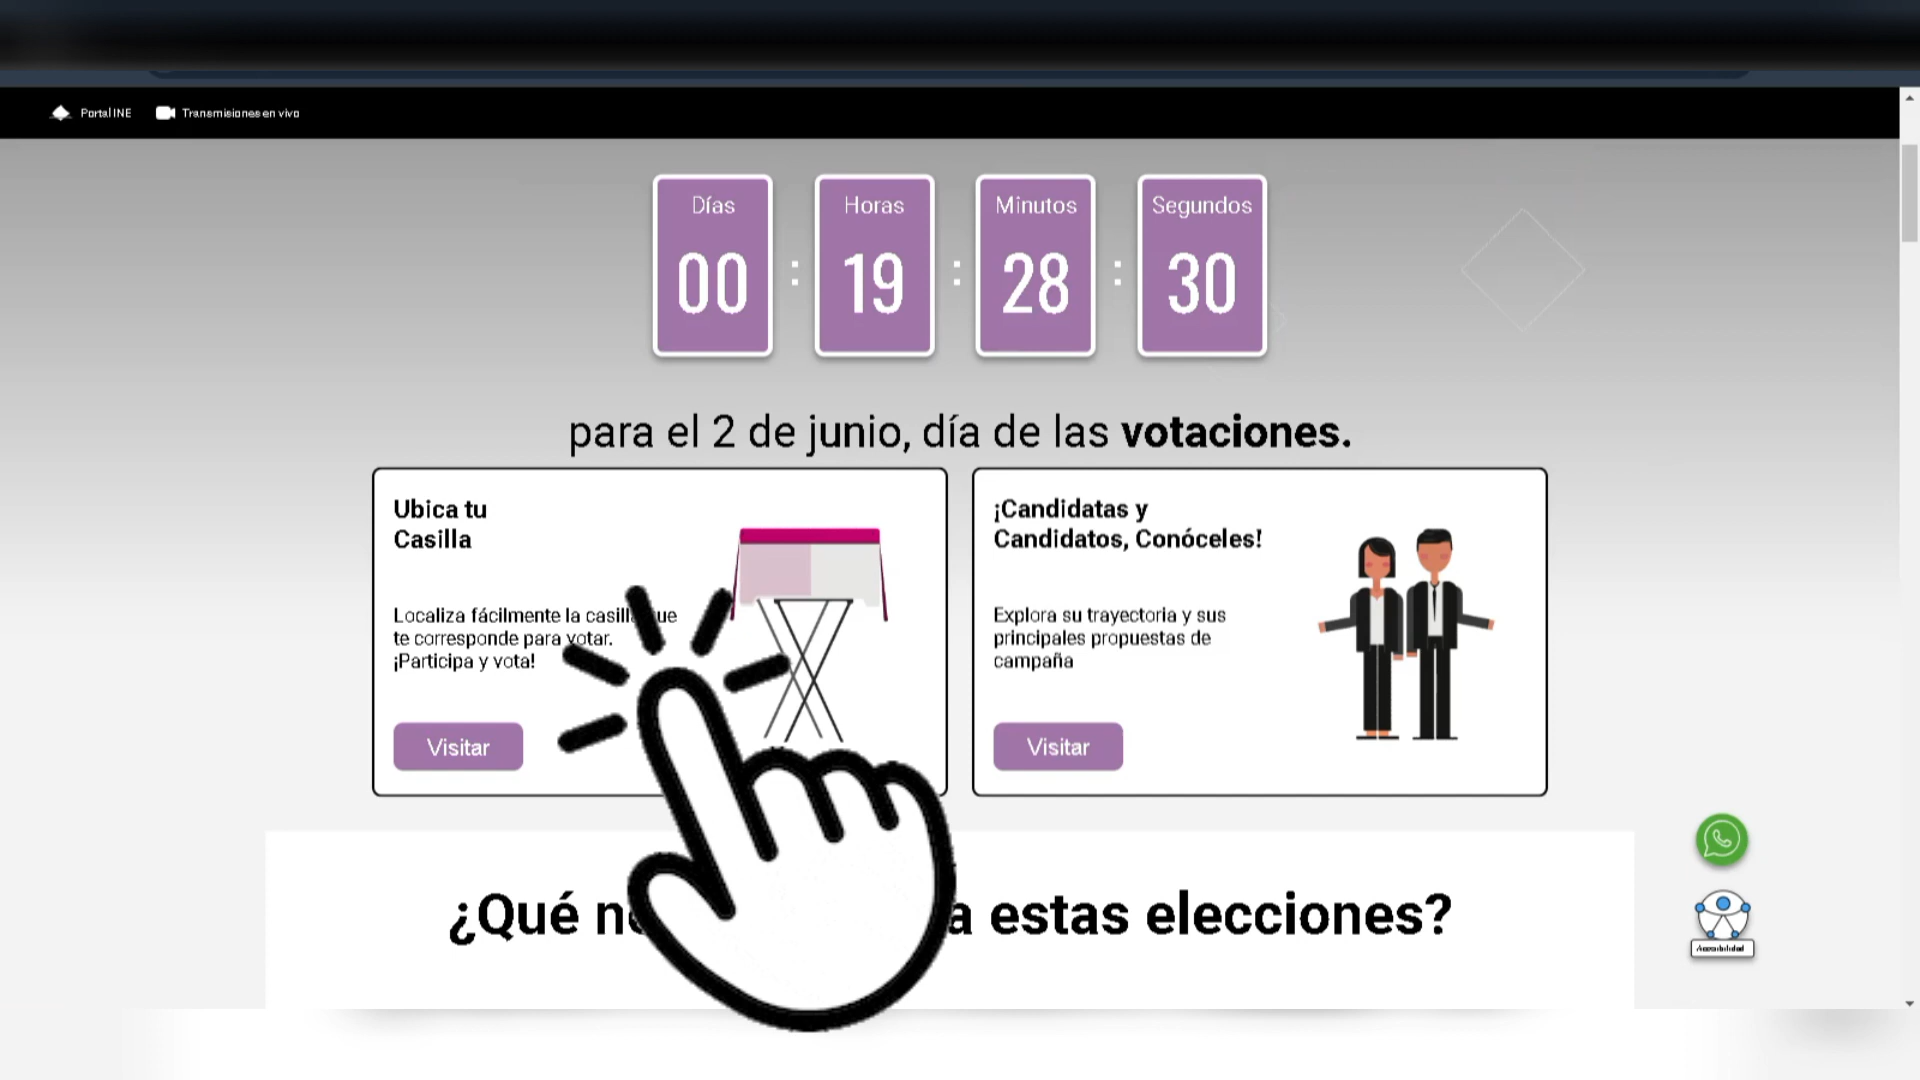 Portal INE Transmisiones en vivo
Días Horas Minutos Segundos
00 : 19 : 28 : 30
para el 2 de junio, día de las votaciones.
Ubica tu
Casilla
Localiza fácilmente la casilla que
te corresponde para votar.
¡Participa y vota!
Visitar
¡Candidatas y
Candidatos, Conóceles!
Explora su trayectoria y sus
principales propuestas de
campaña
Visitar
¿Qué estas elecciones?
Accesibilidad